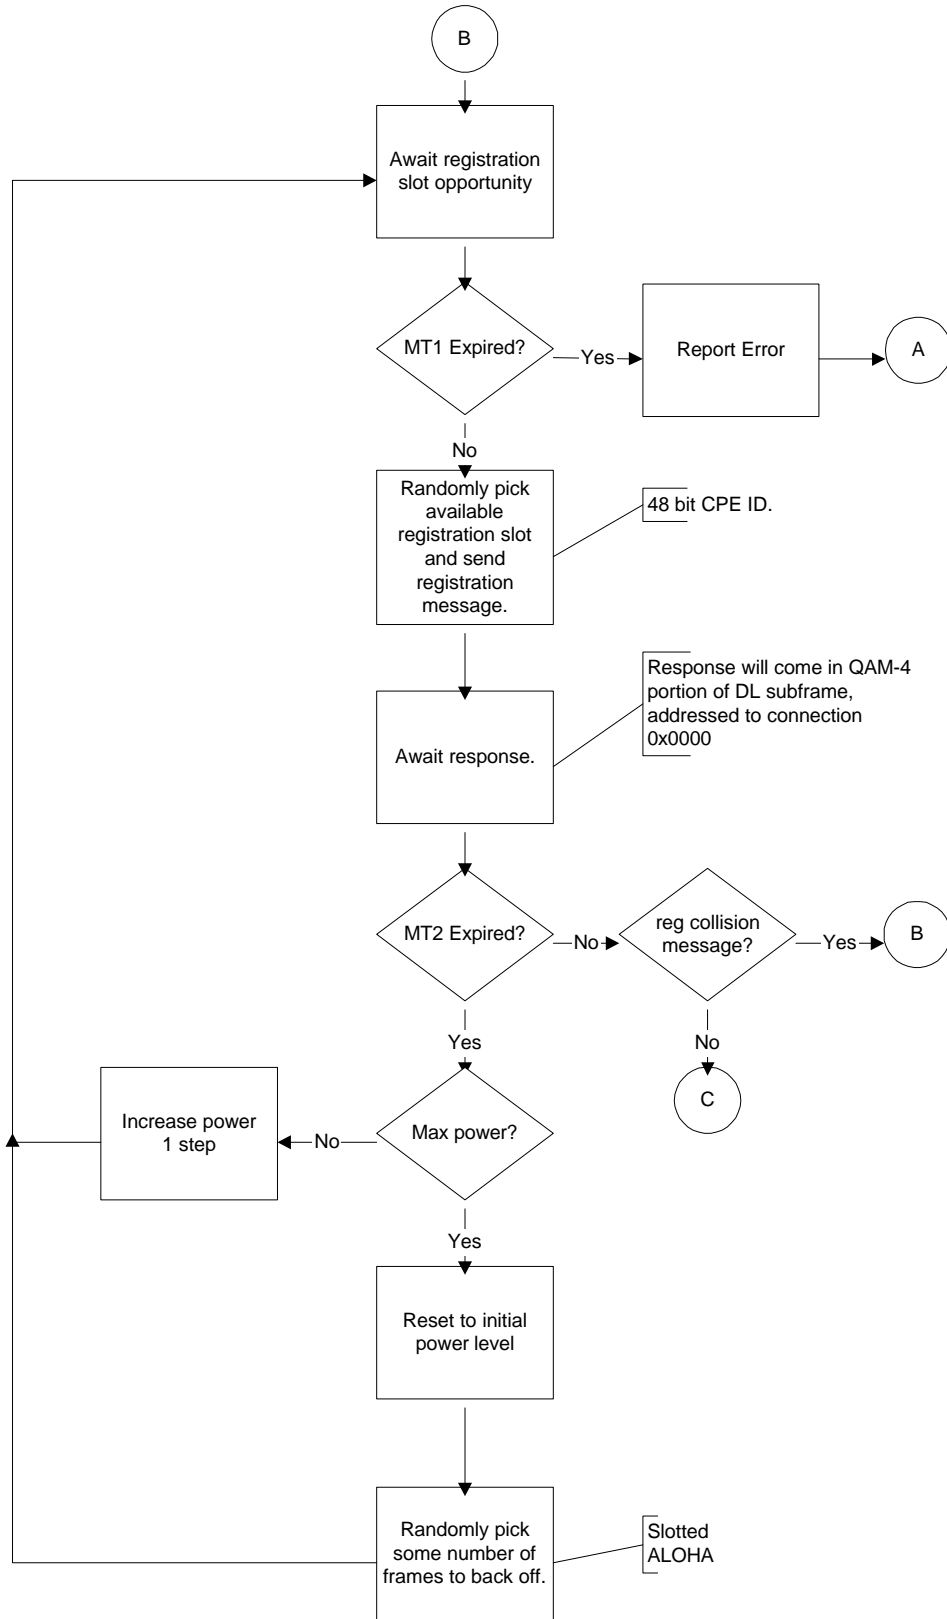 B
Await registration
slot opportunity
MT1 Expired?
Yes
Report Error
A
No
Randomly pick
available
registration slot
and send
registration
message.
48 bit CPE ID.
Await response.
Response will come in QAM-4
portion of DL subframe,
addressed to connection
0x0000
MT2 Expired?
No
reg collision
message?
Yes
B
No
C
Yes
Max power?
No
Increase power
1 step
Yes
Reset to initial
power level
Randomly pick
some number of
frames to back off.
Slotted
ALOHA